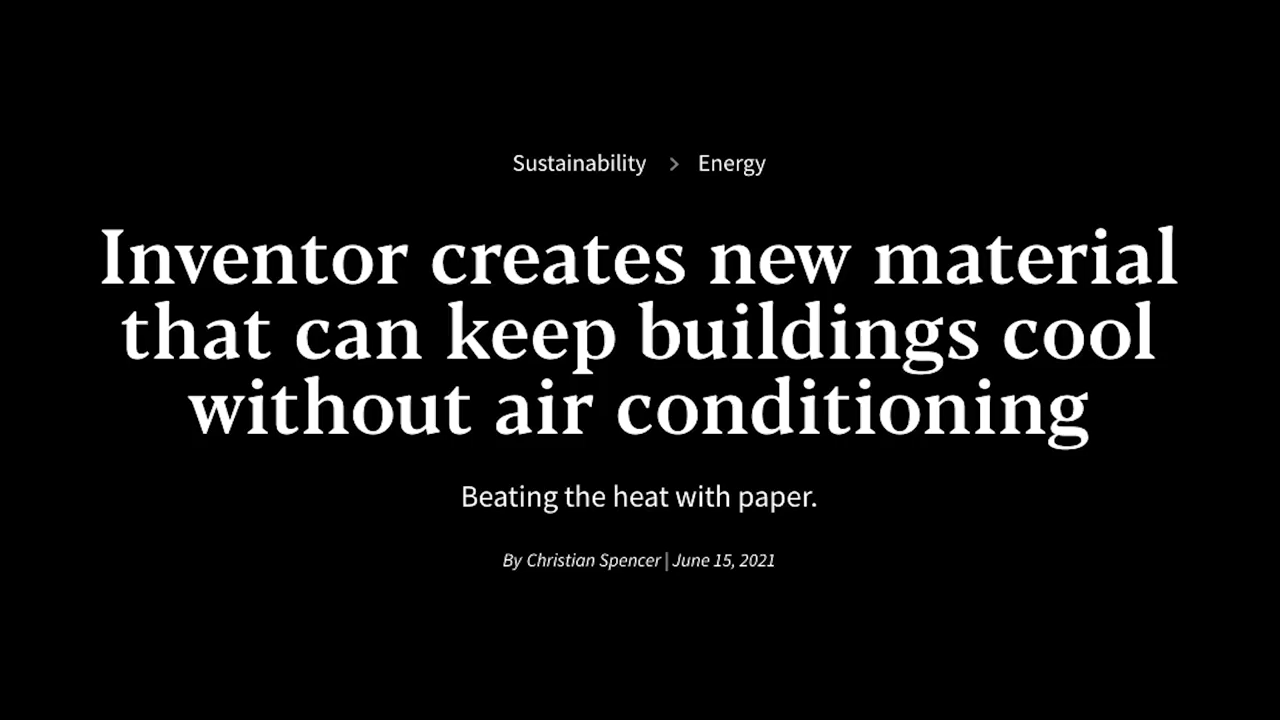 Sustainability > Energy
Inventor creates new material
that can keep buildings cool
without air conditioning
Beating the heat with paper.
By Christian Spencer | June 15, 2021